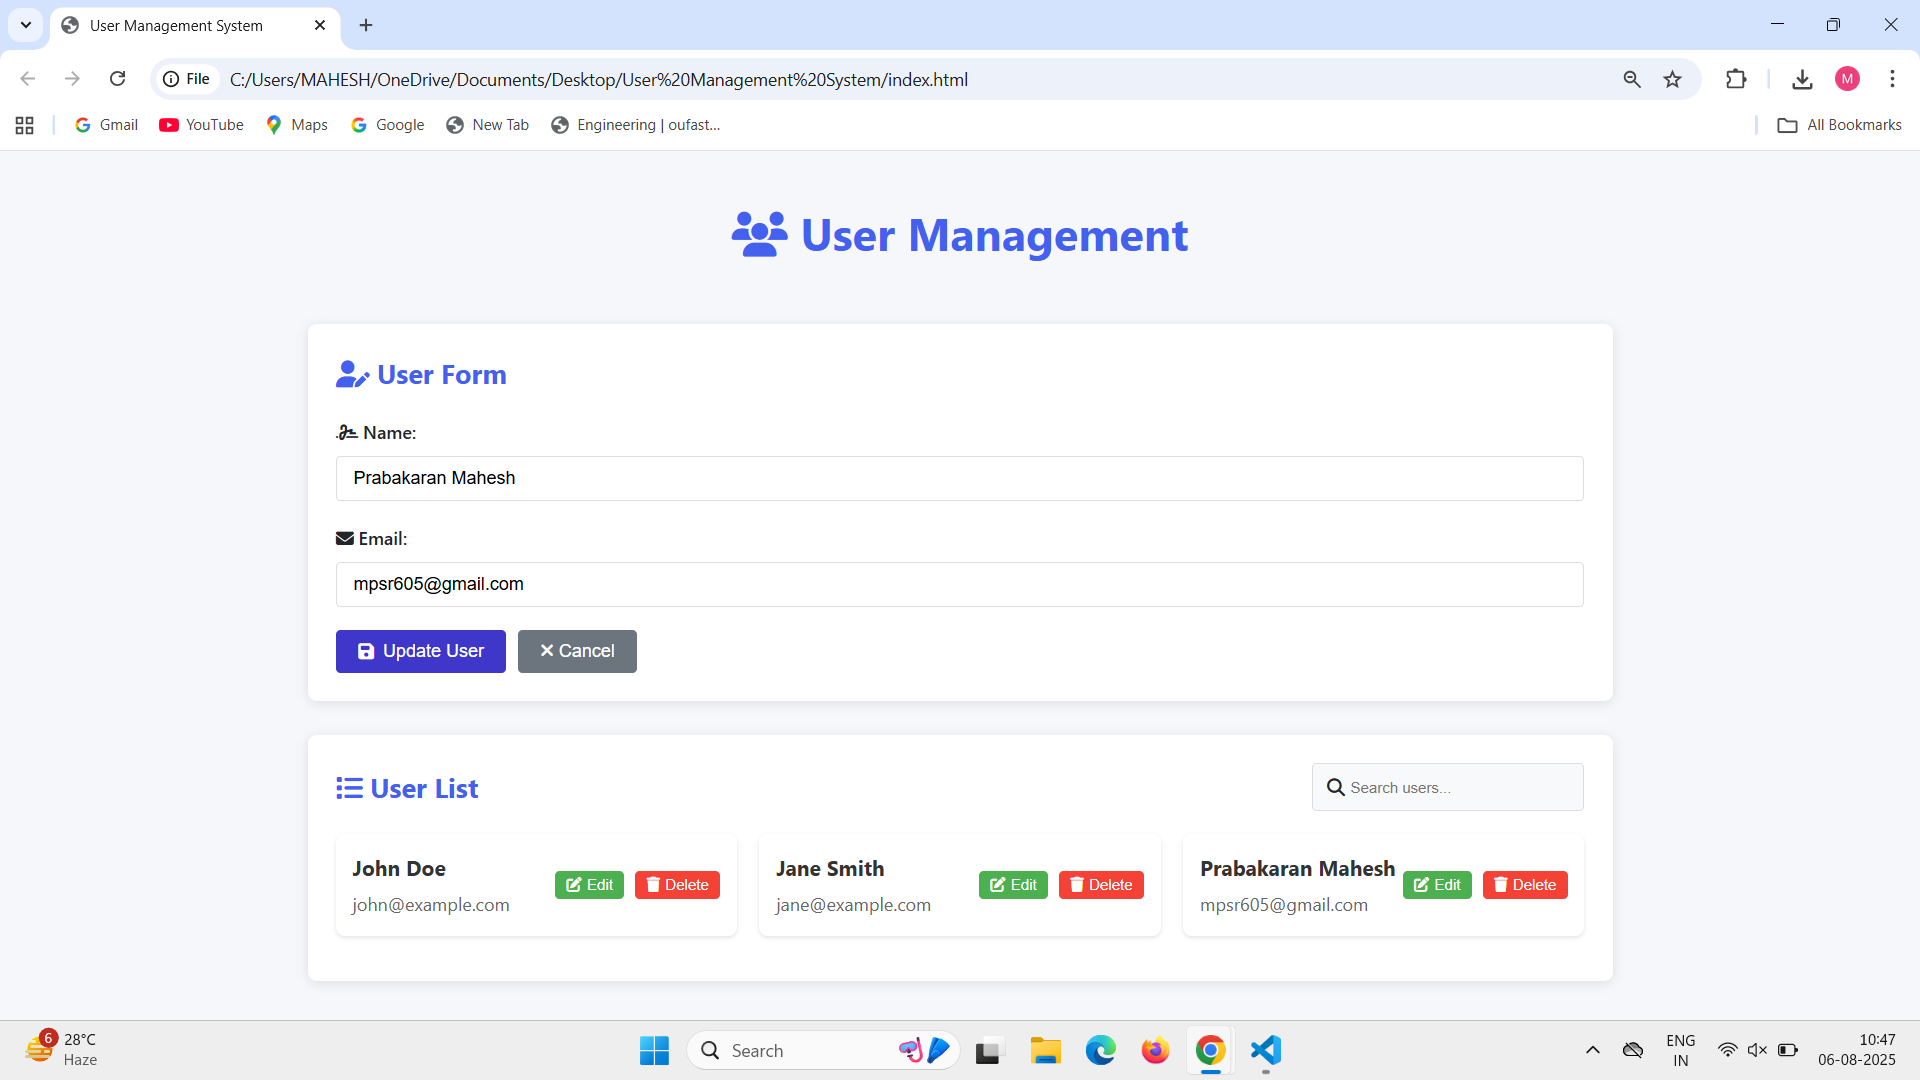 User Management System
File C:/Users/MAHESH/OneDrive/Documents/Desktop/User%20Management%20System/index.html M
Gmail YouTube Maps Google New Tab Engineering | oufast... All Bookmarks
User Management
User Form
Name:
Prabakaran Mahesh
Email:
mpsr605@gmail.com
Update User Cancel
User List Search users...
John Doe
john@example.com
Edit Delete
Jane Smith
jane@example.com
Edit Delete
Prabakaran Mahesh
mpsr605@gmail.com
Edit Delete
6 28°C
Haze
Search
ENG
IN
10:47
06-08-2025